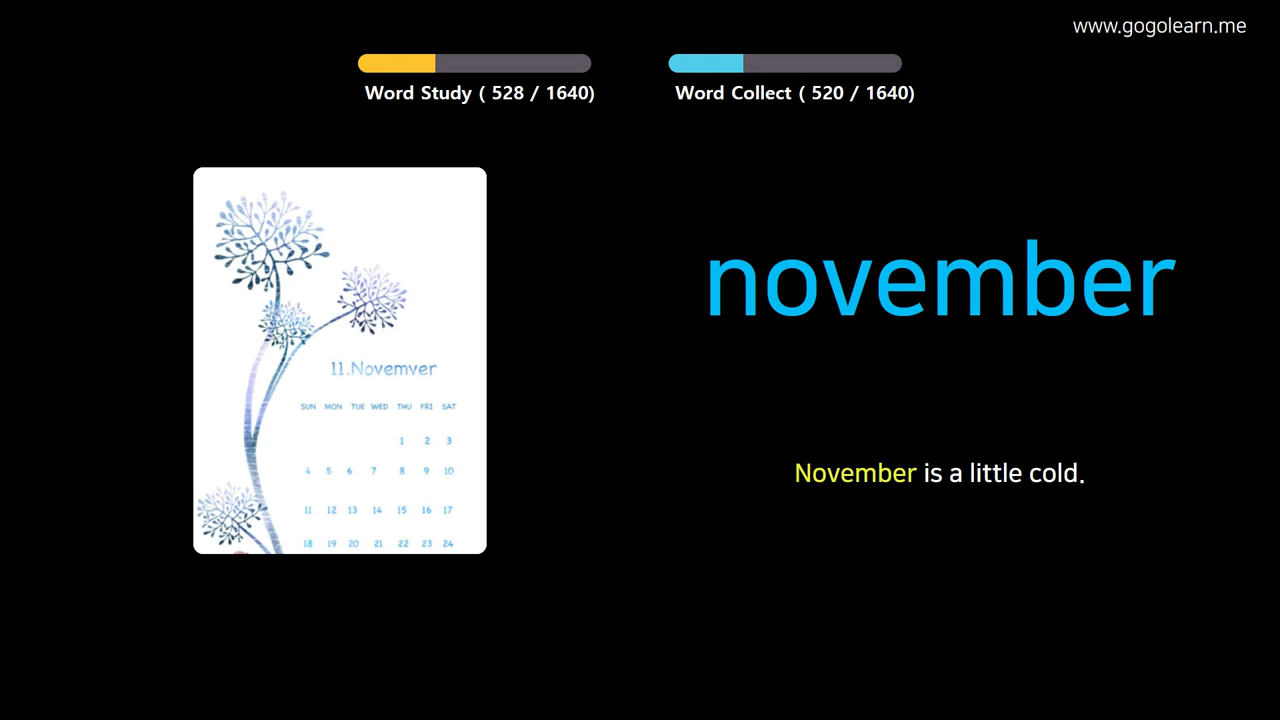 www.gogolearn.me
Word Study ( 528 / 1640)
Word Collect ( 520 / 1640)
november
11.Novemver
SUN MON TUE WED THU FRI SAT
1 2 3
4 5 6 7 8 9 10
11 12 13 14 15 16 17
18 19 20 21 22 23 24
November is a little cold.